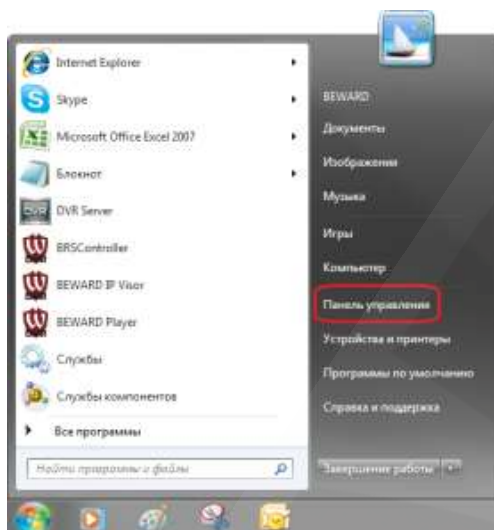 Internet Explorer
Skype
Microsoft Office Excel 2007
Блокнот
DVR Server
BRSController
BEWARD IP Visor
BEWARD Player
Службы
Службы компонентов
Все программы
Найти программы и файлы
BEWARD
Документы
Изображения
Музыка
Игры
Компьютер
Панель управления
Устройства и принтеры
Программы по умолчанию
Справка и поддержка
Завершение работы